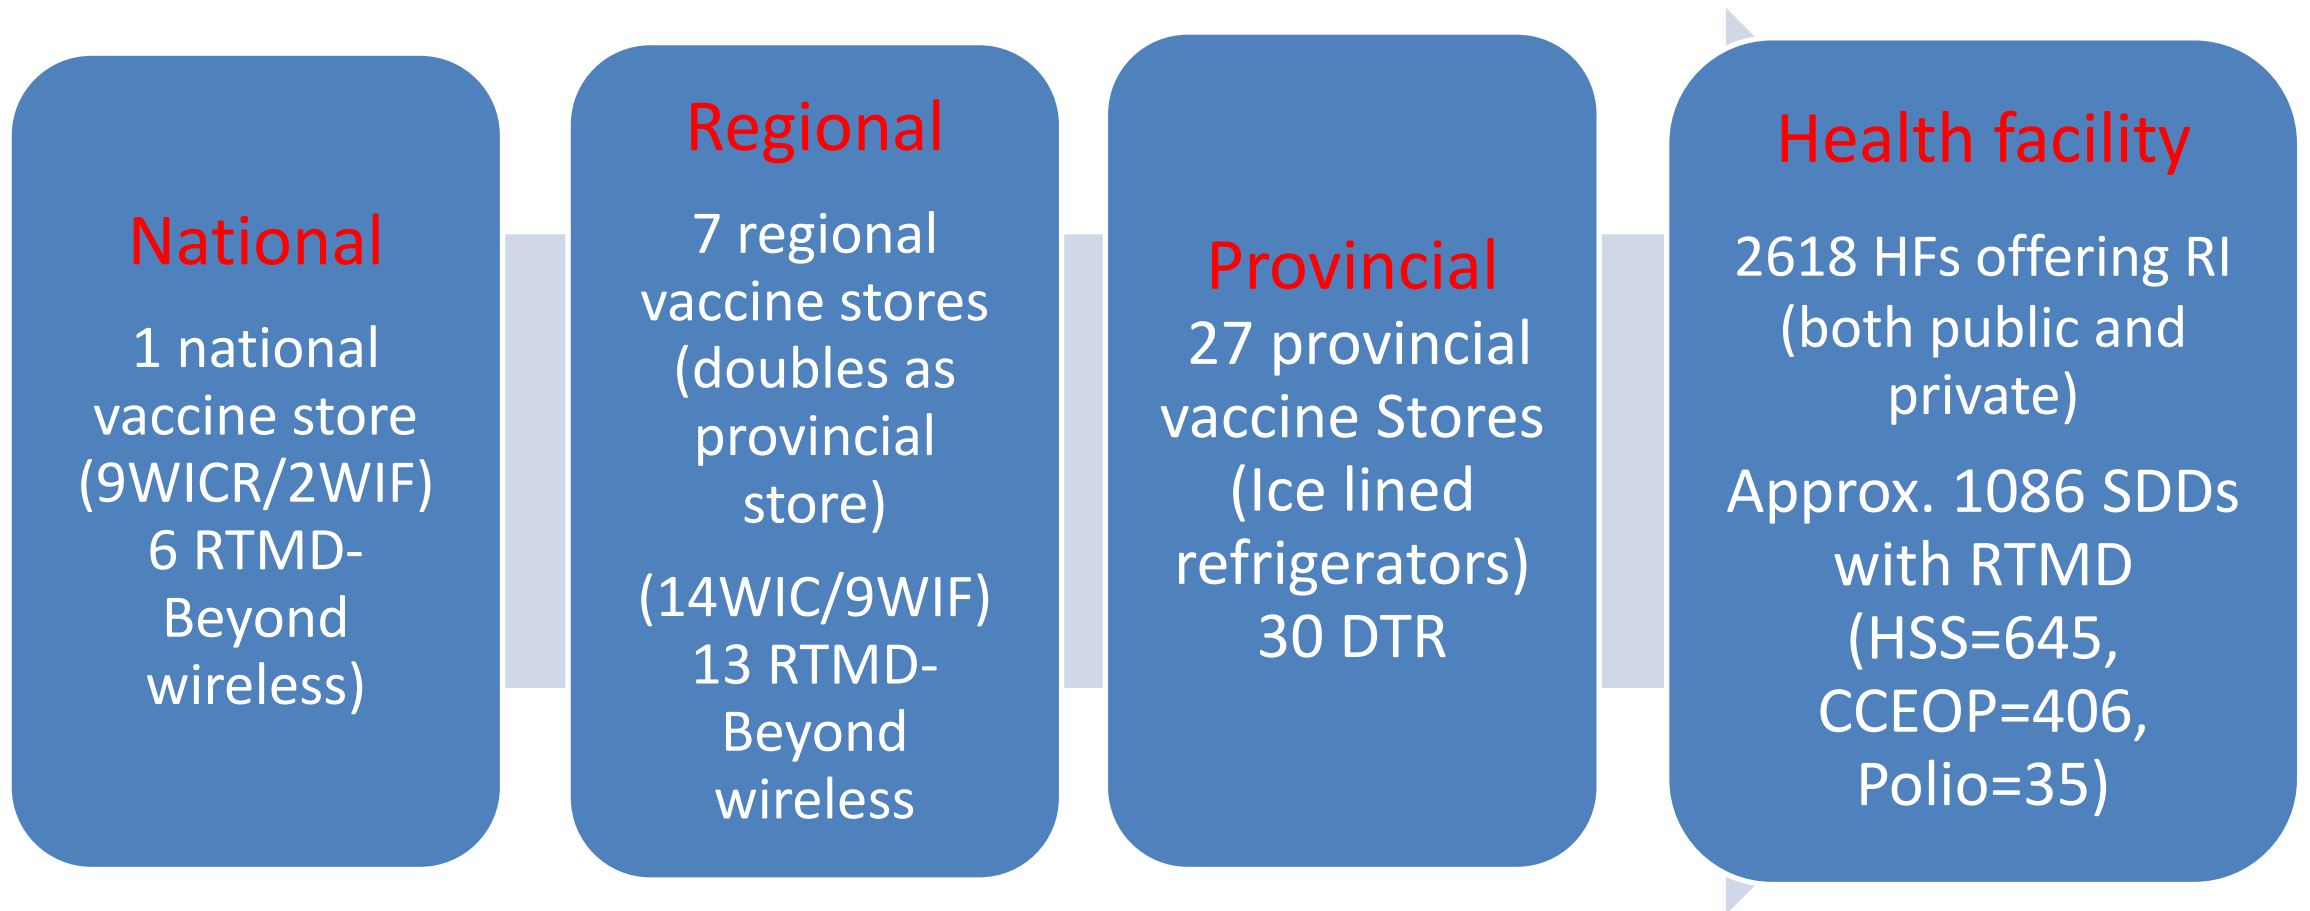 National
1 national
vaccine store
(9WICR/2WIF)
6 RTMD-
Beyond
wireless)
Regional
7 regional
vaccine stores
(doubles as
provincial
store)
(14WIC/9WIF)
13 RTMD-
Beyond
wireless
Provincial
27 provincial
vaccine Stores
(Ice lined
refrigerators)
30 DTR
Health facility
2618 HFs offering RI
(both public and
private)
Approx. 1086 SDDs
with RTMD
(HSS=645,
CCEOP=406,
Polio=35)